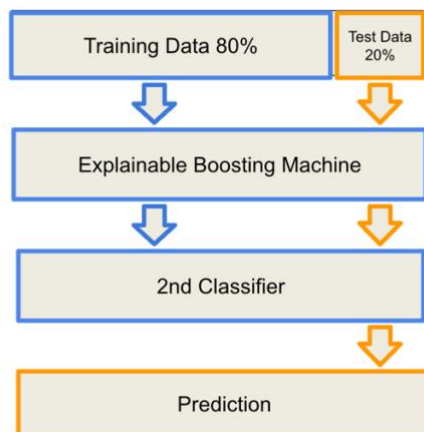 Training Data 80%
Test Data
20%
Explainable Boosting Machine
2nd Classifier
Prediction